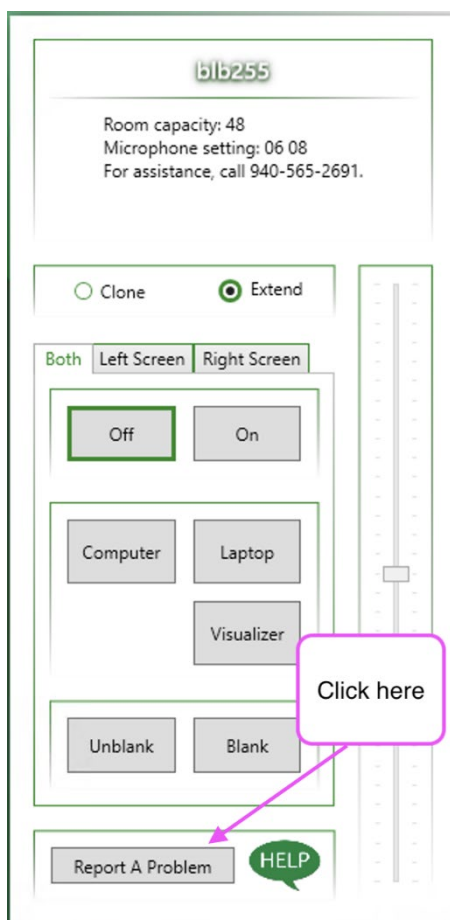 blb255
Room capacity: 48
Microphone setting: 06 08
For assistance, call 940-565-2691.
Clone
Extend
Both
Left Screen
Right Screen
Off
On
Computer
Laptop
Visualizer
Click here
Unblank
Blank
Report A Problem
HELP